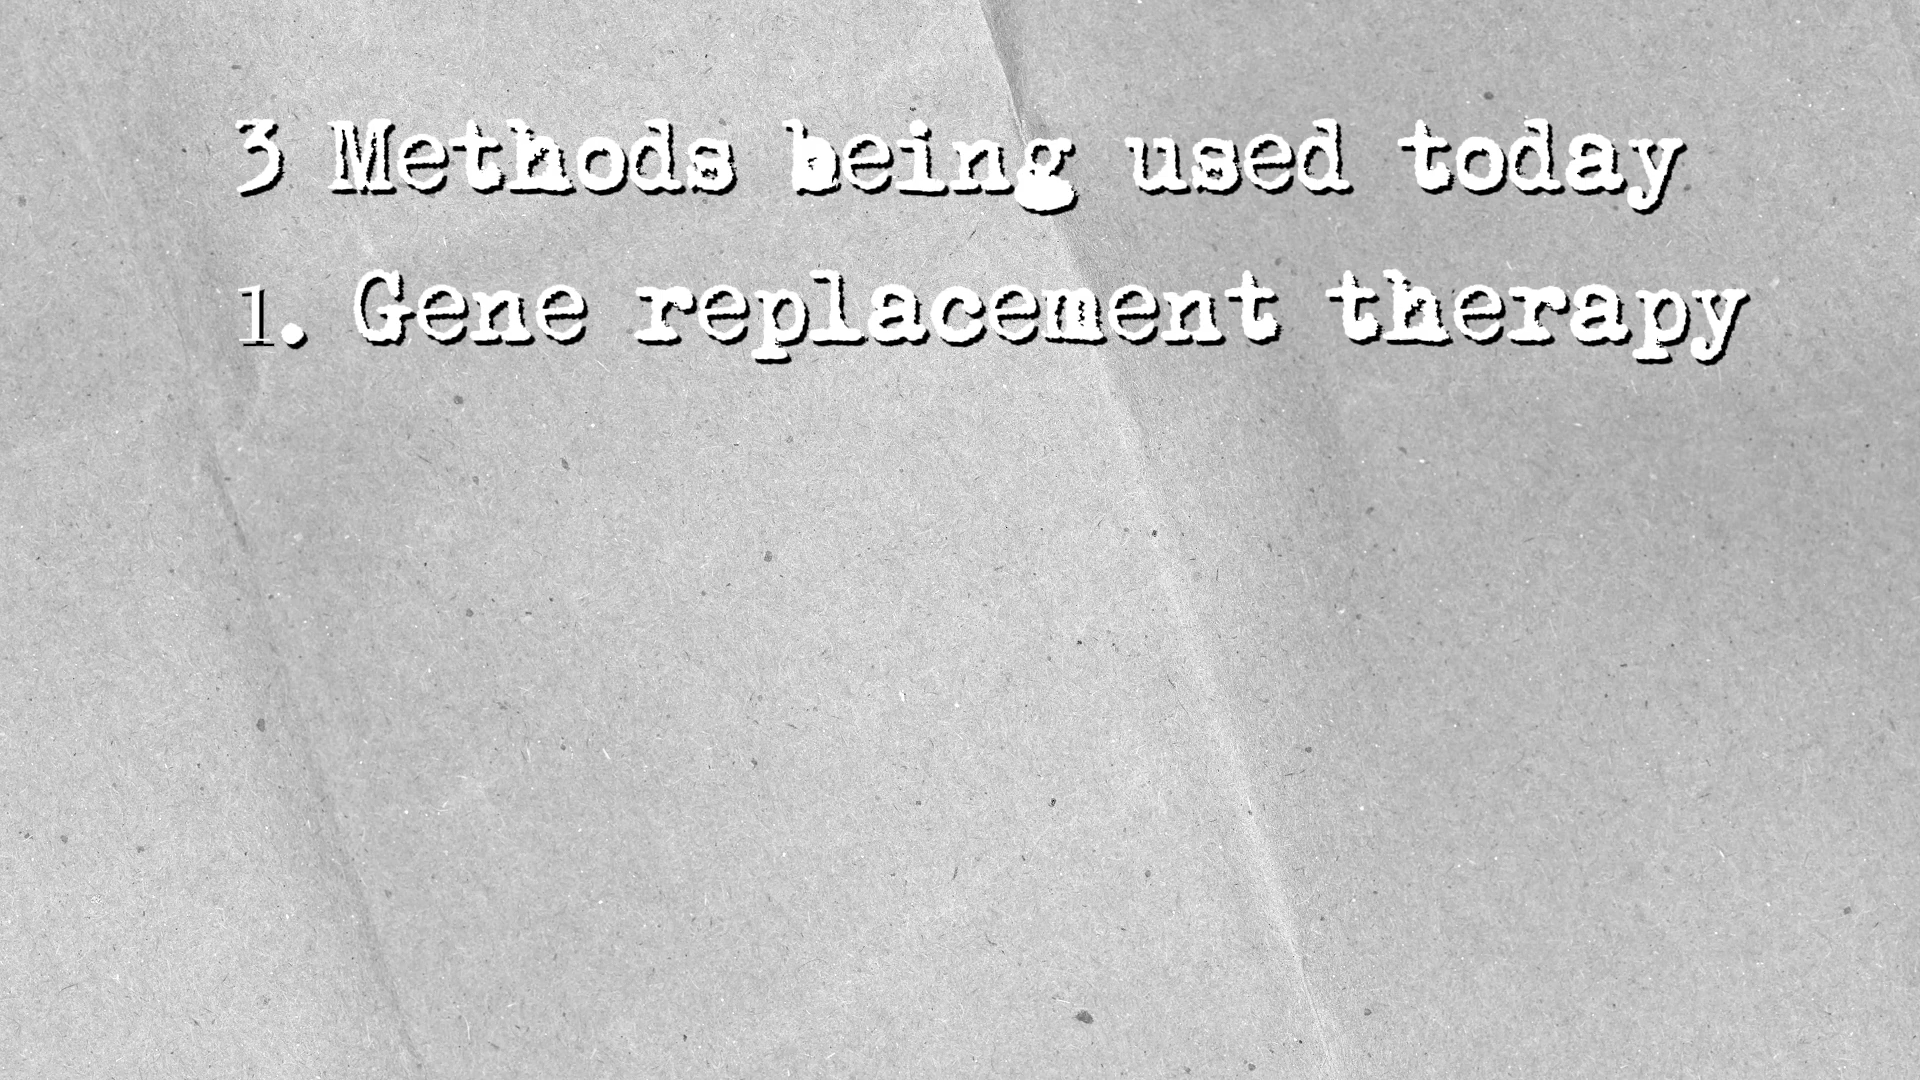 3 Methods being used today
1. Gene replacement therapy